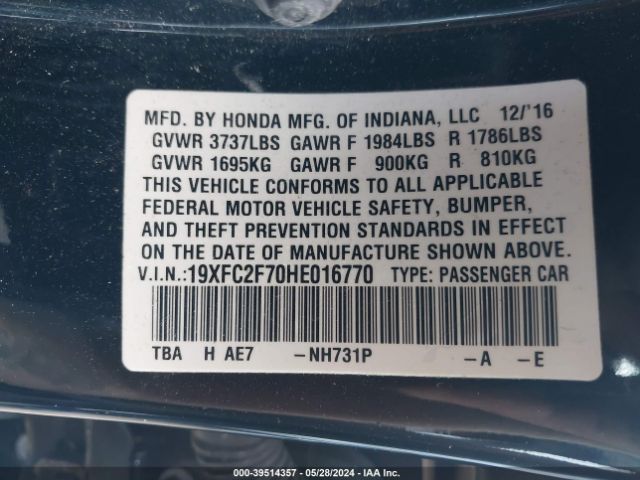 MFD. BY HONDA MFG. OF INDIANA, LLC 12/'16
GVWR 3737LBS GAWR F 1984LBS R 1786LBS
GVWR 1695KG GAWR F 900KG R 810KG
THIS VEHICLE CONFORMS TO ALL APPLICABLE
FEDERAL MOTOR VEHICLE SAFETY, BUMPER,
AND THEFT PREVENTION STANDARDS IN EFFECT
ON THE DATE OF MANUFACTURE SHOWN ABOVE.
V.I.N.:19XFC2F70HE016770 TYPE: PASSENGER CAR
TBA H AE7 -NH731P -A -E
000-39514357 - 05/28/2024 - IAA Inc.